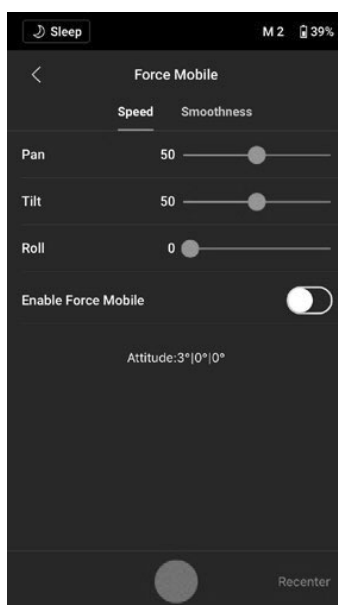 Sleep M 2 39%
Force Mobile
Speed Smoothness
Pan 50
Tilt 50
Roll 0
Enable Force Mobile
Attitude:3°|0°|0°
Recenter